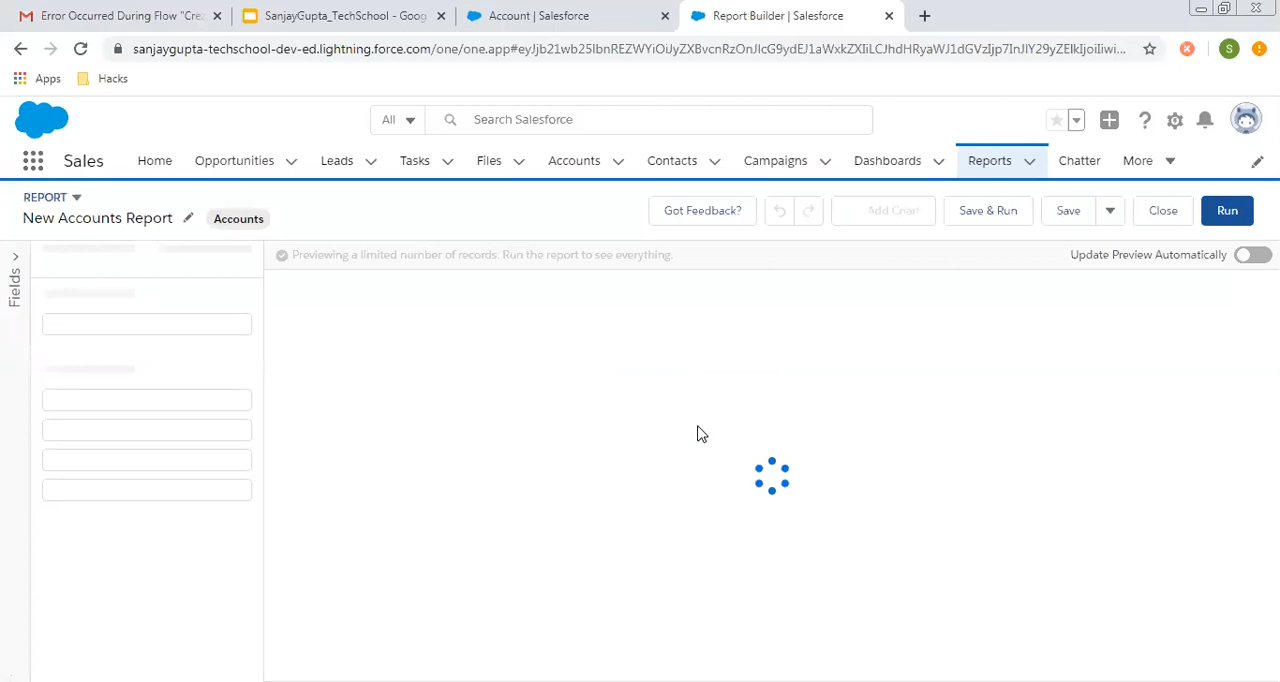 Error Occurred During Flow "Cre
SanjayGupta_TechSchool - Goog
Account | Salesforce
Report Builder | Salesforce
sanjaygupta-techschool-dev-ed.lightning.force.com/one/one.app#
Apps
Hacks
S
All
Search Salesforce
Sales
Home
Opportunities
Leads
Tasks
Files
Accounts
Contacts
Campaigns
Dashboards
Reports
Chatter
More
REPORT
New Accounts Report
Accounts
Got Feedback?
Add Chart
Save & Run
Save
Close
Run
Fields
Previewing a limited number of records. Run the report to see everything.
Update Preview Automatically